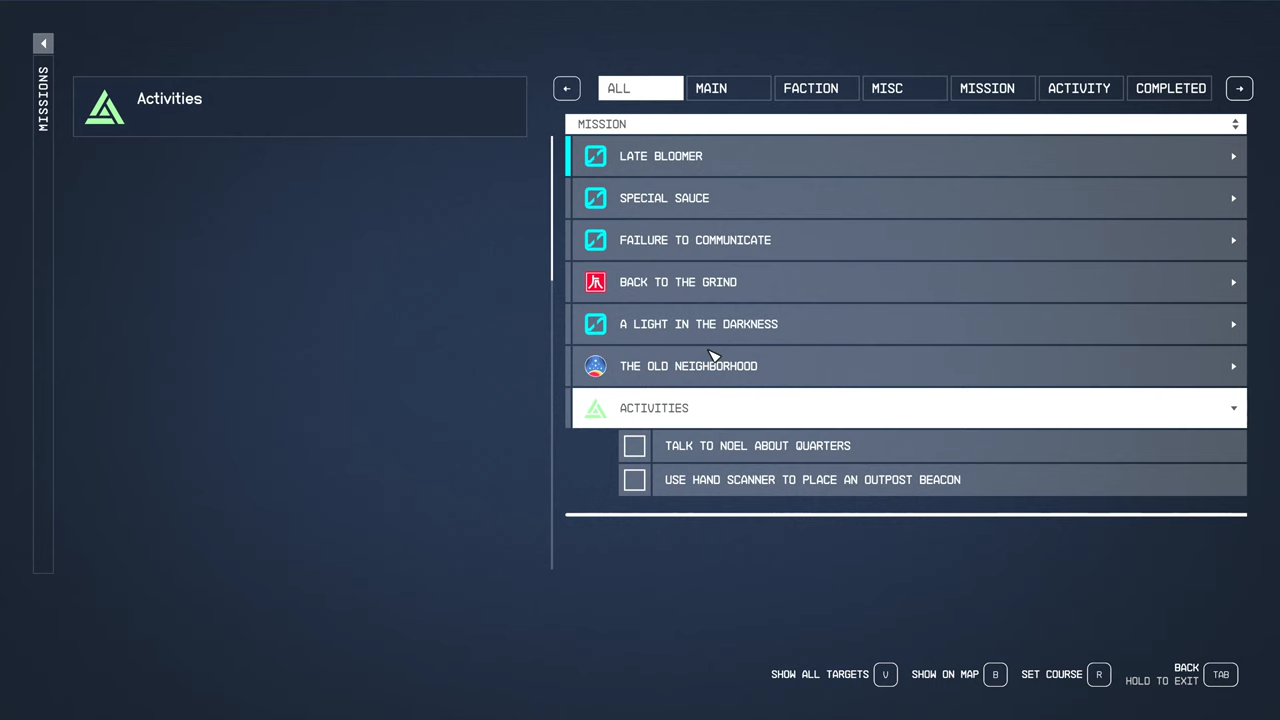 MISSIONS
Activities
ALL MAIN FACTION MISC MISSION ACTIVITY COMPLETED
MISSION
LATE BLOOMER
SPECIAL SAUCE
FAILURE TO COMMUNICATE
BACK TO THE GRIND
A LIGHT IN THE DARKNESS
THE OLD NEIGHBORHOOD
ACTIVITIES
TALK TO NOEL ABOUT QUARTERS
USE HAND SCANNER TO PLACE AN OUTPOST BEACON
SHOW ALL TARGETS V SHOW ON MAP B SET COURSE R BACK TAB
HOLD TO EXIT